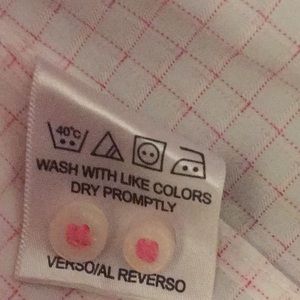 40°C
WASH WITH LIKE COLORS
DRY PROMPTLY
VERSO/AL REVERSO